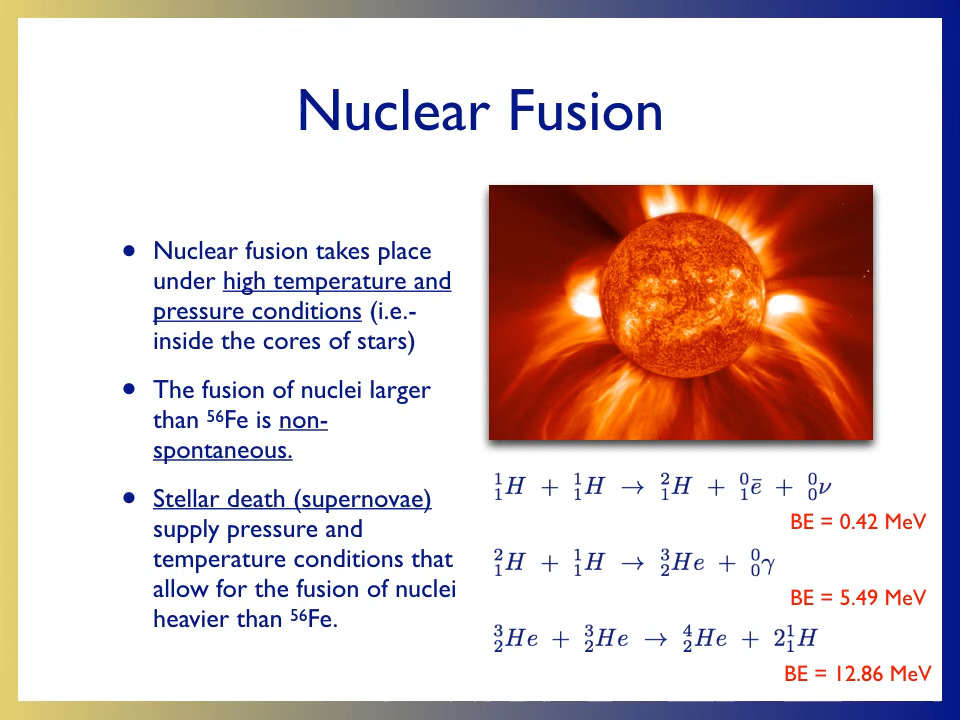 Nuclear Fusion
• Nuclear fusion takes place
under high temperature and
pressure conditions (i.e.-
inside the cores of stars)
• The fusion of nuclei larger
than ⁵⁶Fe is non-
spontaneous.
• Stellar death (supernovae)
supply pressure and
temperature conditions that
allow for the fusion of nuclei
heavier than ⁵⁶Fe.
¹₁H + ¹₁H → ²₁H + ⁰₁ē + ⁰₀ν
BE = 0.42 MeV
²₁H + ¹₁H → ³₂He + ⁰₀γ
BE = 5.49 MeV
³₂He + ³₂He → ⁴₂He + 2¹₁H
BE = 12.86 MeV